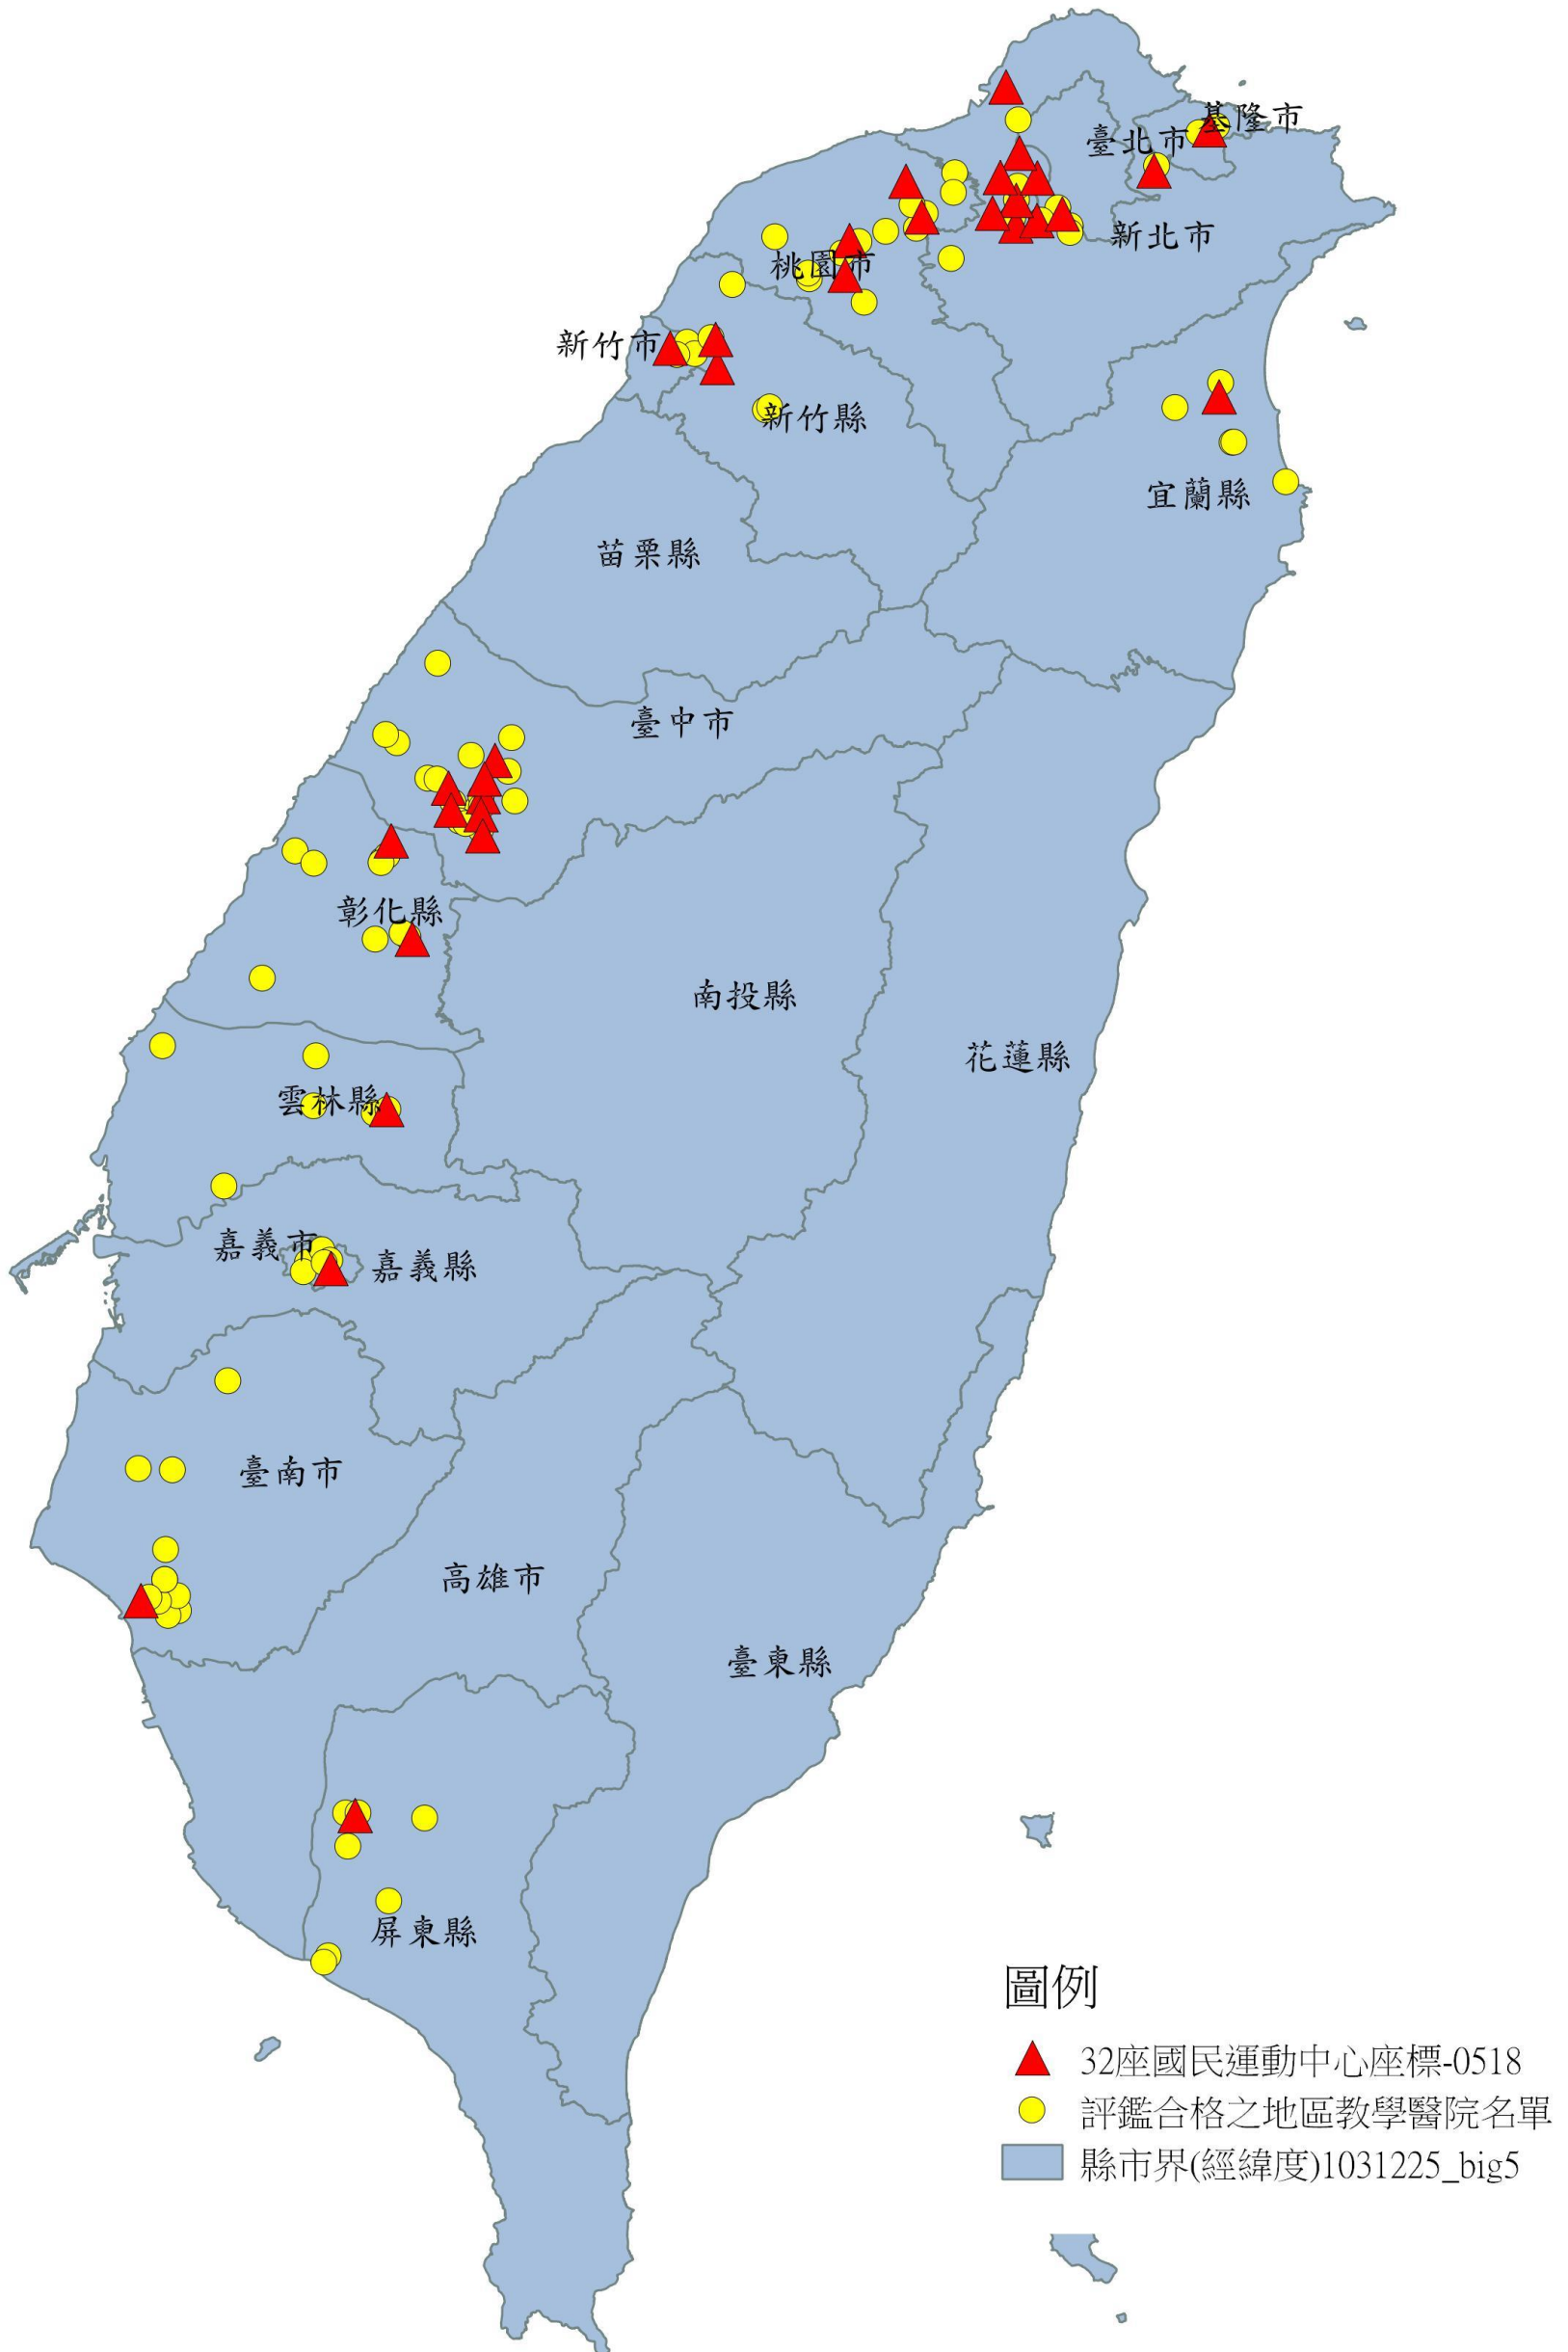 基隆市
臺北市
新北市
桃園市
新竹市
新竹縣
宜蘭縣
苗栗縣
臺中市
彰化縣
南投縣
花蓮縣
雲林縣
嘉義市
嘉義縣
臺南市
高雄市
臺東縣
屏東縣
圖例
32座國民運動中心座標-0518
評鑑合格之地區教學醫院名單
縣市界(經緯度)1031225_big5